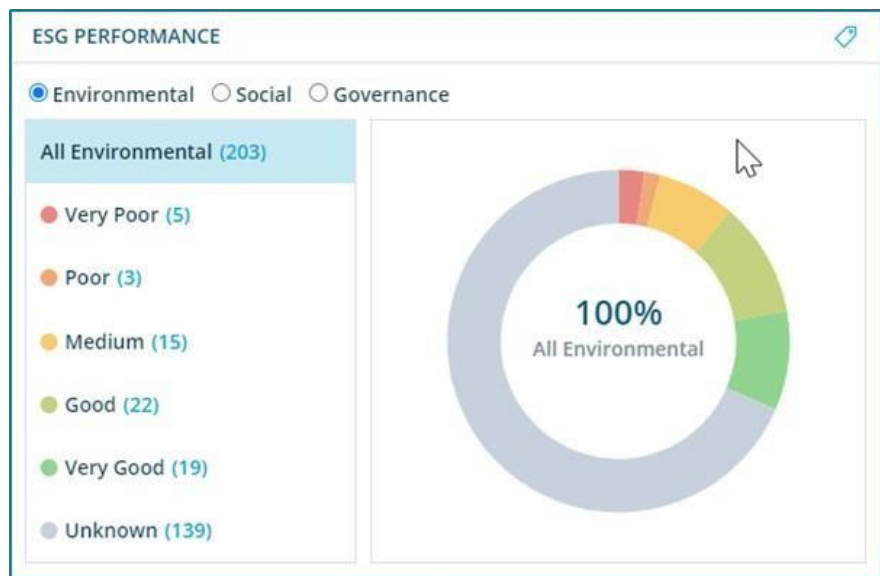 ESG PERFORMANCE
Environmental Social Governance
All Environmental (203)
Very Poor (5)
Poor (3)
Medium (15)
Good (22)
Very Good (19)
Unknown (139)
100%
All Environmental